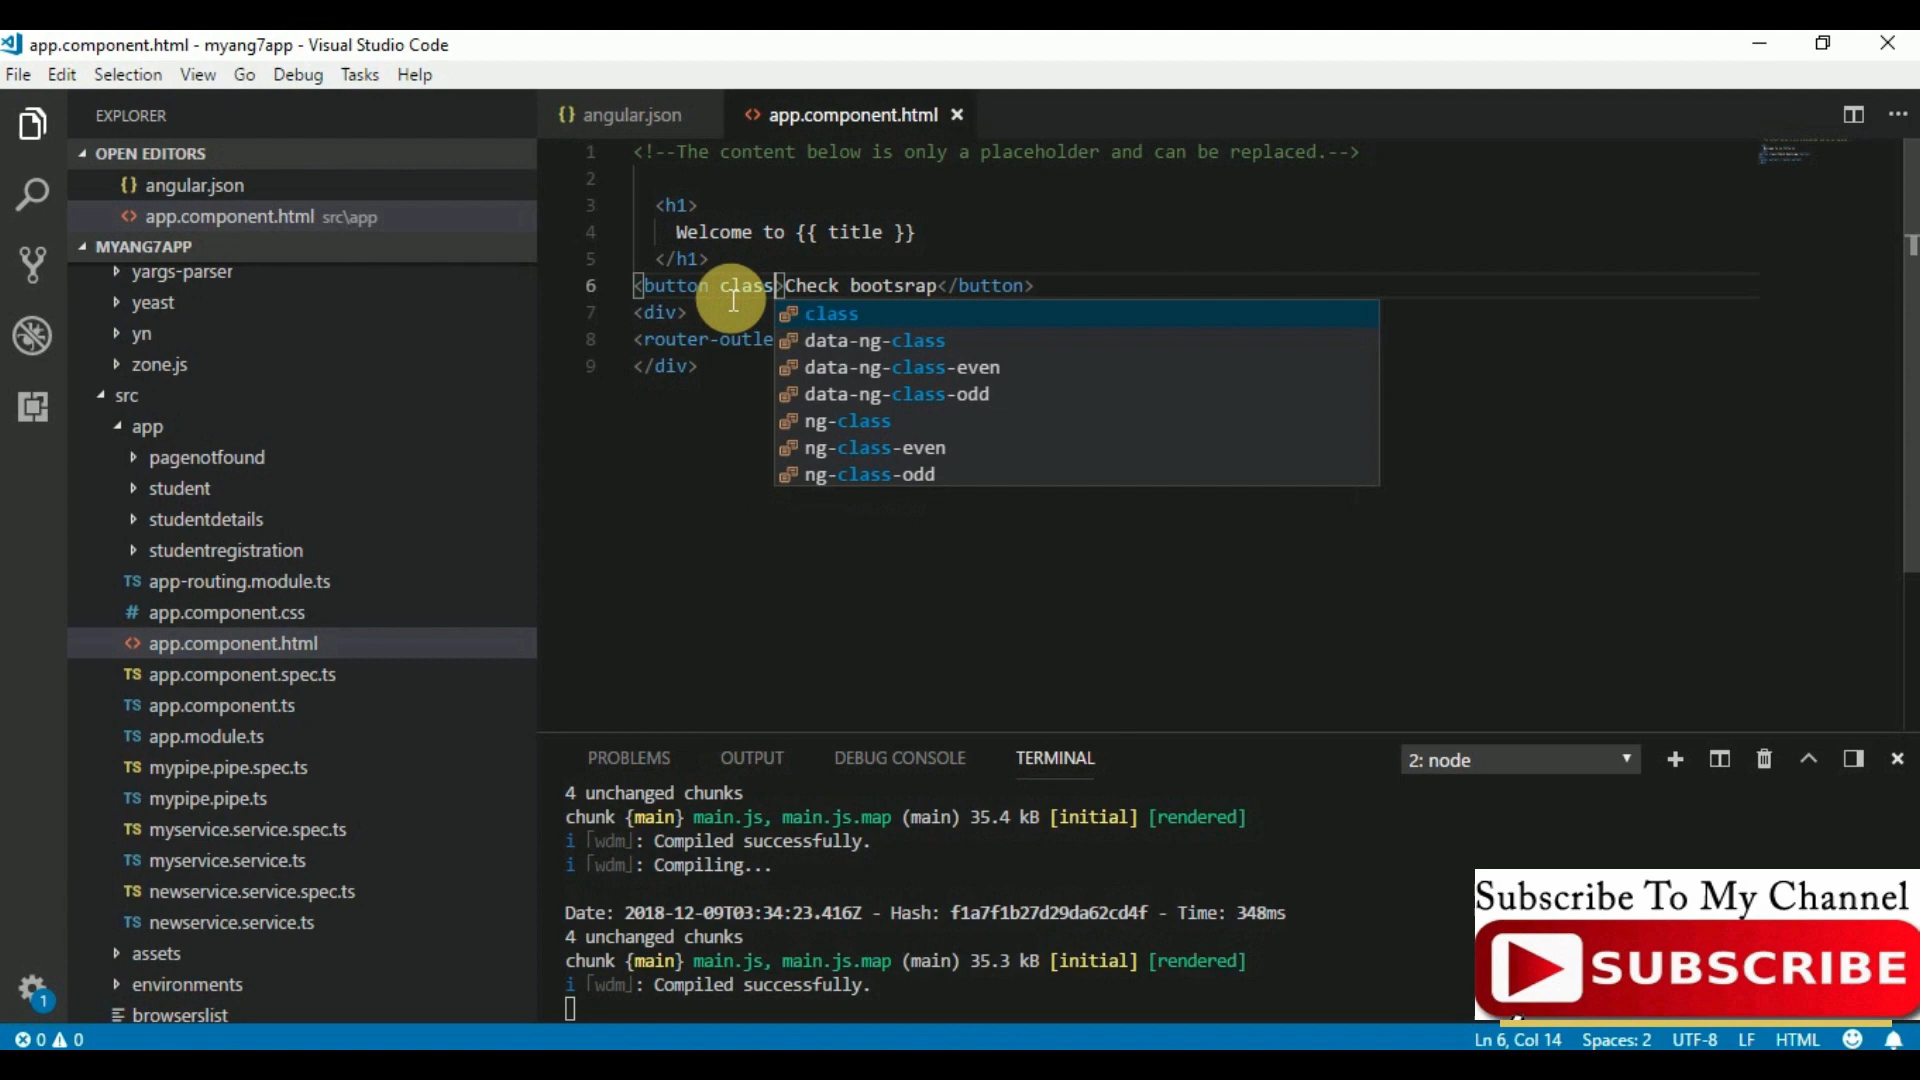 app.component.html - myang7app - Visual Studio Code
File Edit Selection View Go Debug Tasks Help
EXPLORER
OPEN EDITORS
{} angular.json
<> app.component.html src\app
MYANG7APP
yargs-parser
yeast
yn
zone.js
src
app
pagenotfound
student
studentdetails
studentregistration
TS app-routing.module.ts
# app.component.css
<> app.component.html
TS app.component.spec.ts
TS app.component.ts
TS app.module.ts
TS mypipe.pipe.spec.ts
TS mypipe.pipe.ts
TS myservice.service.spec.ts
TS myservice.service.ts
TS newservice.service.spec.ts
TS newservice.service.ts
assets
environments
browserslist
1
{} angular.json <> app.component.html
1 <!--The content below is only a placeholder and can be replaced.-->
2
3 <h1>
4 Welcome to {{ title }}
5 </h1>
6 <button class>Check bootsrap</button>
7 <div>
8 <router-outle
9 </div>
class
data-ng-class
data-ng-class-even
data-ng-class-odd
ng-class
ng-class-even
ng-class-odd
PROBLEMS OUTPUT DEBUG CONSOLE TERMINAL 2: node
4 unchanged chunks
chunk {main} main.js, main.js.map (main) 35.4 kB [initial] [rendered]
i ｢wdm｣: Compiled successfully.
i ｢wdm｣: Compiling...
Date: 2018-12-09T03:34:23.416Z - Hash: f1a7f1b27d29da62cd4f - Time: 348ms
4 unchanged chunks
chunk {main} main.js, main.js.map (main) 35.3 kB [initial] [rendered]
i ｢wdm｣: Compiled successfully.
Subscribe To My Channel
SUBSCRIBE
0 0 Ln 6, Col 14 Spaces: 2 UTF-8 LF HTML